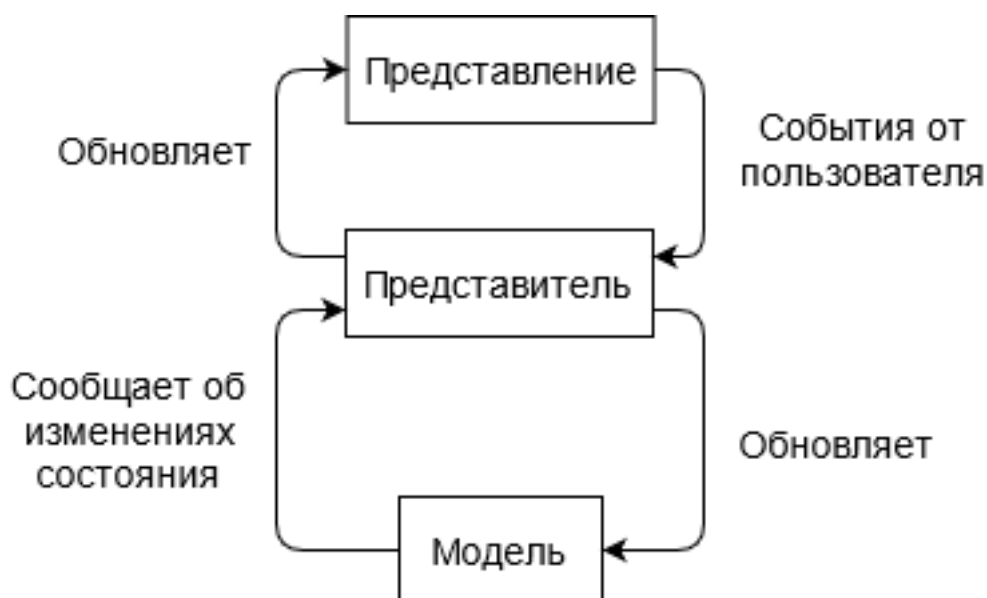 Представление
Обновляет
События от
пользователя
Представитель
Сообщает об
изменениях
состояния
Обновляет
Модель